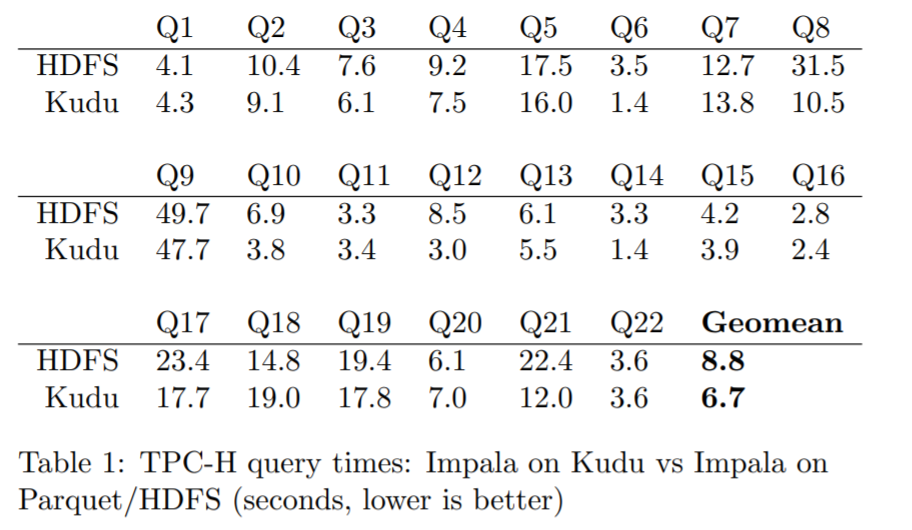 Q1 Q2 Q3 Q4 Q5 Q6 Q7 Q8
HDFS 4.1 10.4 7.6 9.2 17.5 3.5 12.7 31.5
Kudu 4.3 9.1 6.1 7.5 16.0 1.4 13.8 10.5
Q9 Q10 Q11 Q12 Q13 Q14 Q15 Q16
HDFS 49.7 6.9 3.3 8.5 6.1 3.3 4.2 2.8
Kudu 47.7 3.8 3.4 3.0 5.5 1.4 3.9 2.4
Q17 Q18 Q19 Q20 Q21 Q22 Geomean
HDFS 23.4 14.8 19.4 6.1 22.4 3.6 8.8
Kudu 17.7 19.0 17.8 7.0 12.0 3.6 6.7
Table 1: TPC-H query times: Impala on Kudu vs Impala on
Parquet/HDFS (seconds, lower is better)